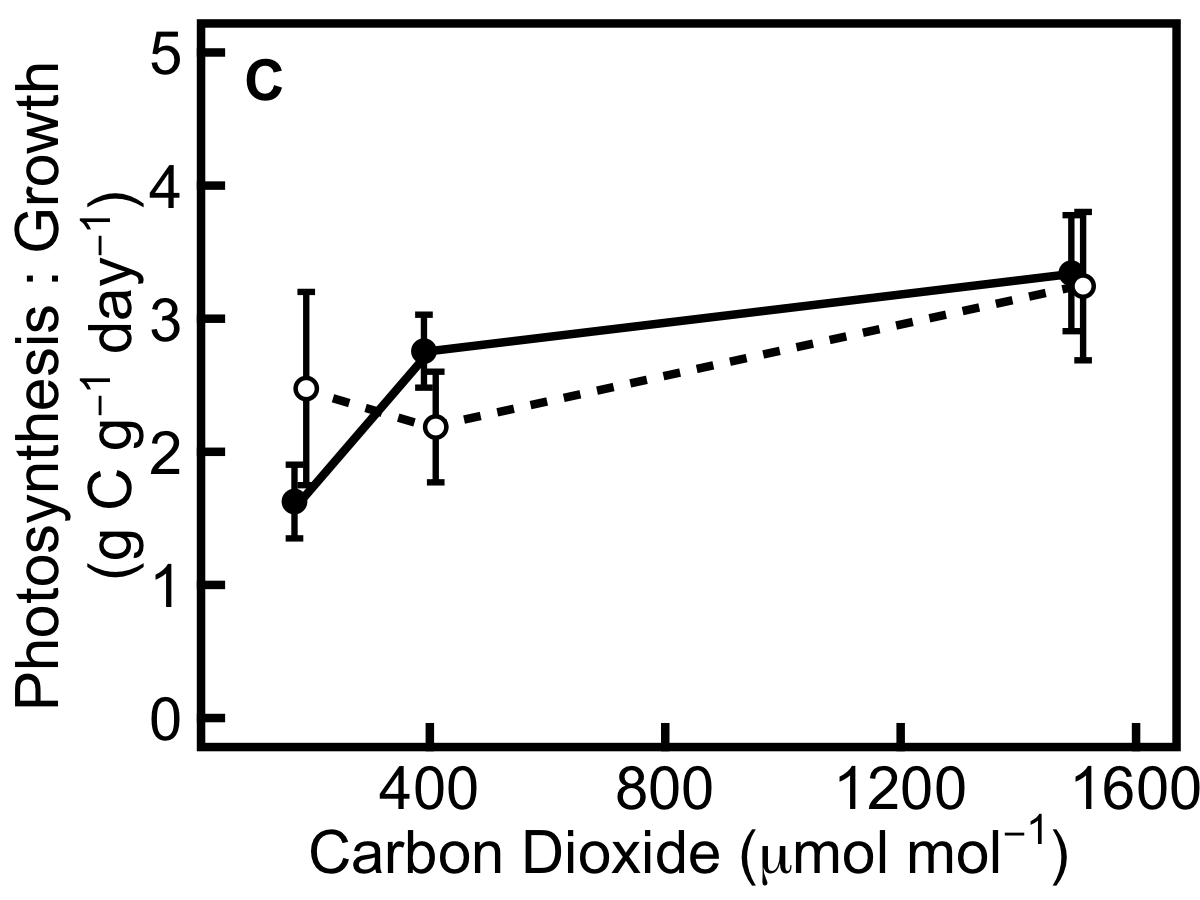 C
Photosynthesis : Growth
(g C g⁻¹ day⁻¹)
5
4
3
2
1
0
400 800 1200 1600
Carbon Dioxide (μmol mol⁻¹)